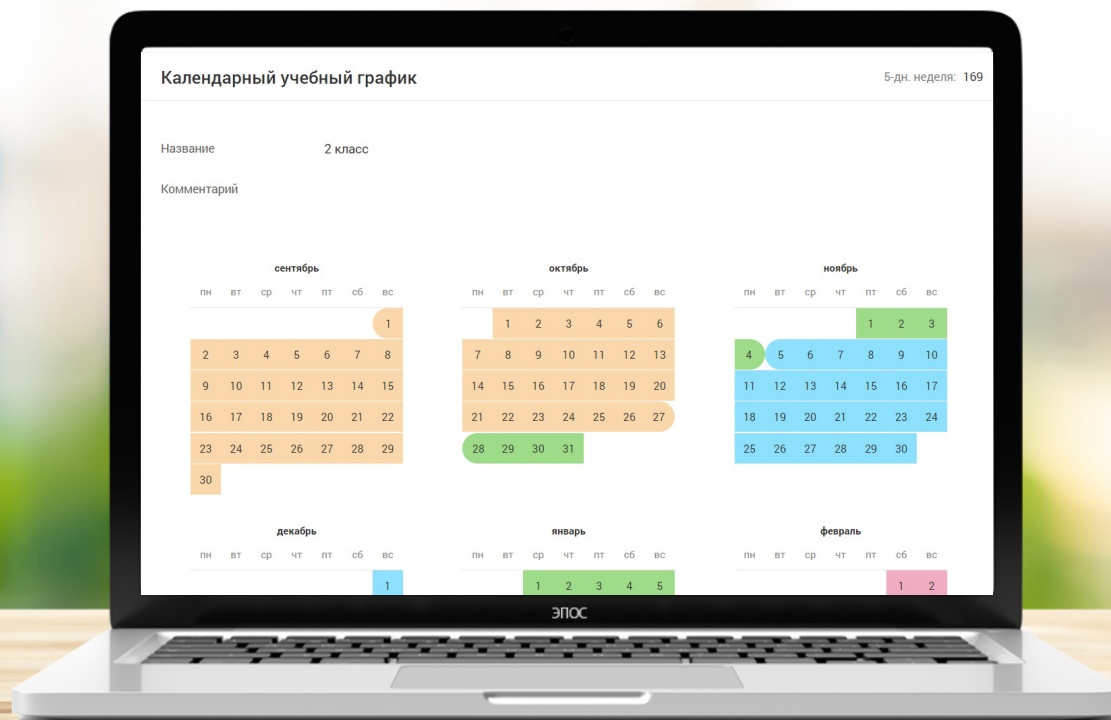 Календарный учебный график 5-дн. неделя: 169
Название 2 класс
Комментарий
сентябрь октябрь ноябрь
пн вт ср чт пт сб вс пн вт ср чт пт сб вс пн вт ср чт пт сб вс
1 1 2 3 4 5 6 1 2 3
2 3 4 5 6 7 8 7 8 9 10 11 12 13 4 5 6 7 8 9 10
9 10 11 12 13 14 15 14 15 16 17 18 19 20 11 12 13 14 15 16 17
16 17 18 19 20 21 22 21 22 23 24 25 26 27 18 19 20 21 22 23 24
23 24 25 26 27 28 29 28 29 30 31 25 26 27 28 29 30
30
декабрь январь февраль
пн вт ср чт пт сб вс пн вт ср чт пт сб вс пн вт ср чт пт сб вс
1 1 2 3 4 5 1 2
ЭПОС